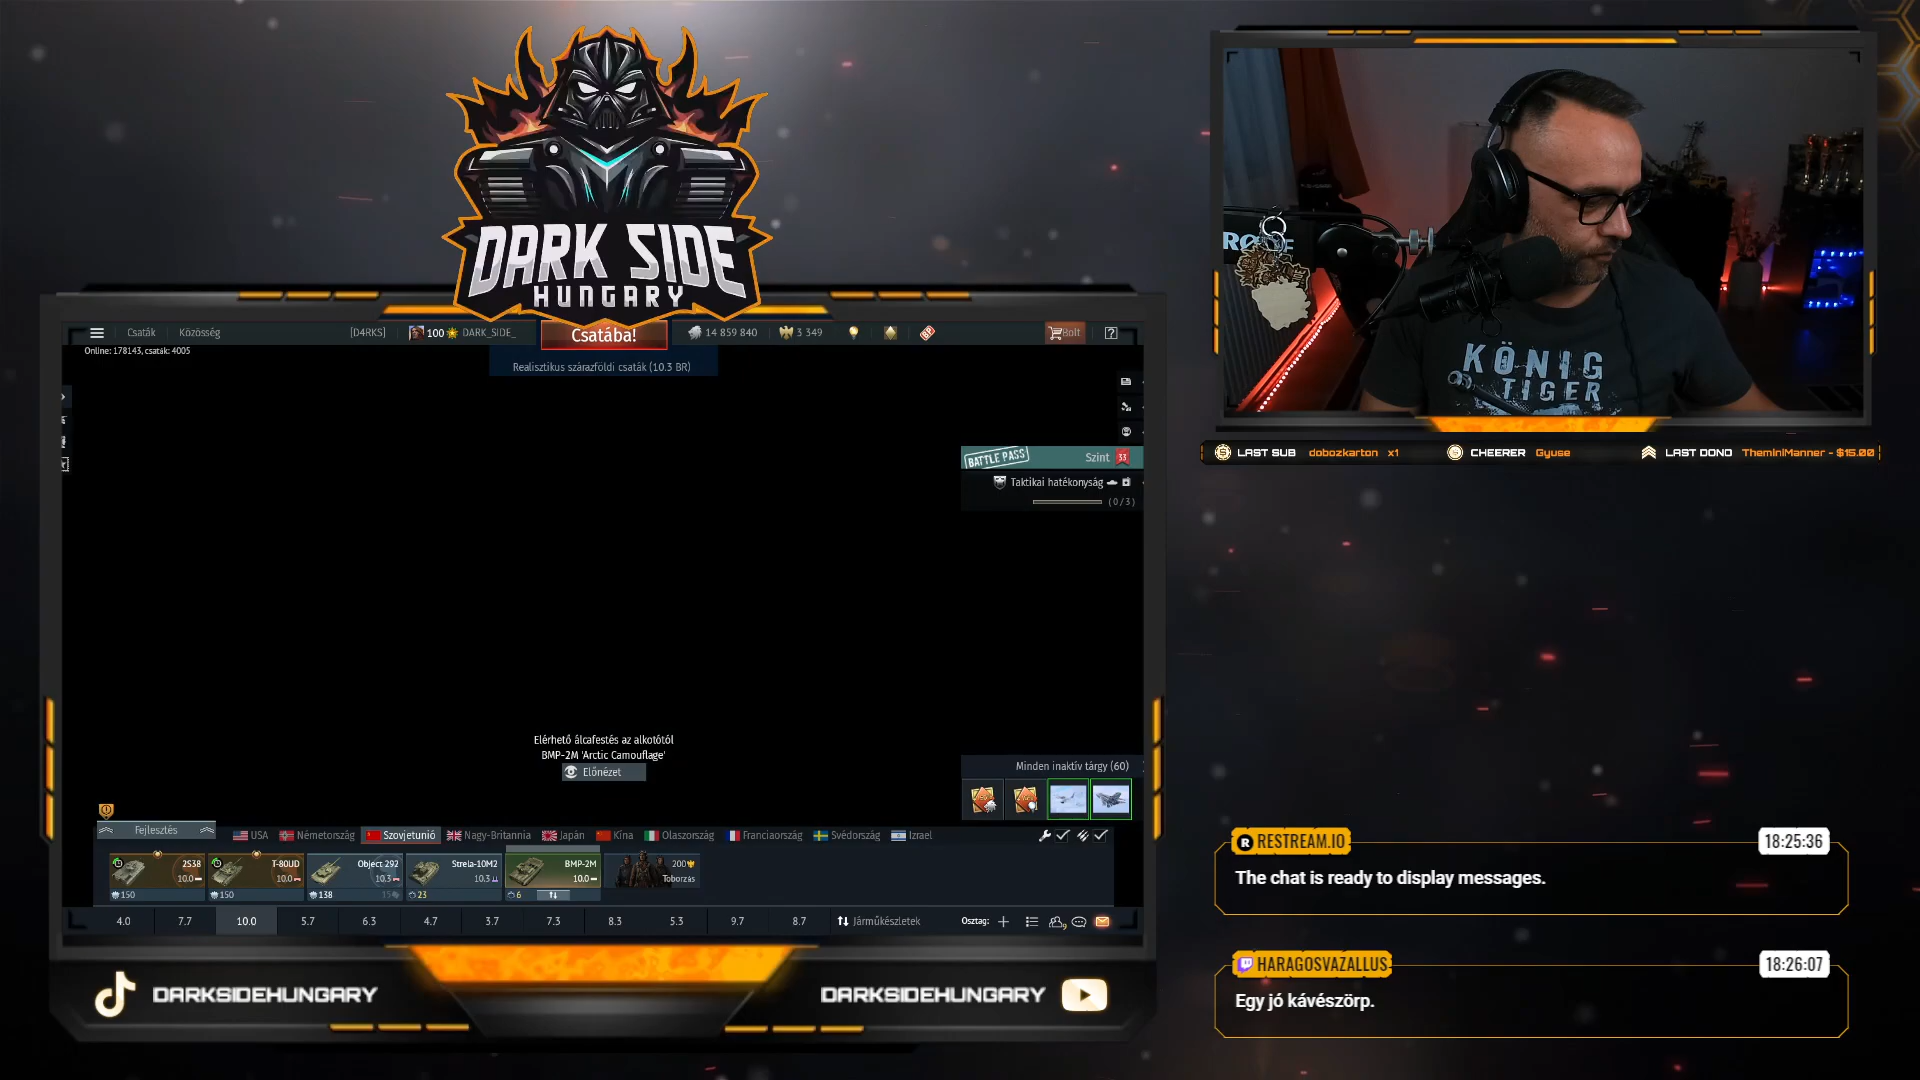 DARK SIDE
HUNGARY
Csaták
Közösség
[D4RKS]
100
DARK_SIDE_
Csatába!
14 859 840
3 349
Bolt
Online: 178143, csaták: 4005
Realisztikus szárazföldi csaták (10.3 BR)
BATTLE PASS
Szint
33
Taktikai hatékonyság
(0/3)
Elérhető álcafestés az alkotótól
BMP-2M 'Arctic Camouflage'
Előnézet
Minden inaktív tárgy (60)
Fejlesztés
USA
Németország
Szovjetunió
Nagy-Britannia
Japán
Kína
Olaszország
Franciaország
Svédország
Izrael
2S38
10.0
150
T-80UD
10.0
150
Object 292
10.3
138
Strela-10M2
10.3
23
BMP-2M
10.0
6
200
Toborzás
4.0
7.7
10.0
5.7
6.3
4.7
3.7
7.3
8.3
5.3
9.7
8.7
Járműkészletek
Osztag:
DARKSIDEHUNGARY
DARKSIDEHUNGARY
KÖNIG
TIGER
LAST SUB dobozkarton x1
CHEERER Gyuse
LAST DONO TheminiManner - $15.00
RESTREAM.IO
18:25:36
The chat is ready to display messages.
HARAGOSVAZALLUS
18:26:07
Egy jó kávészörp.